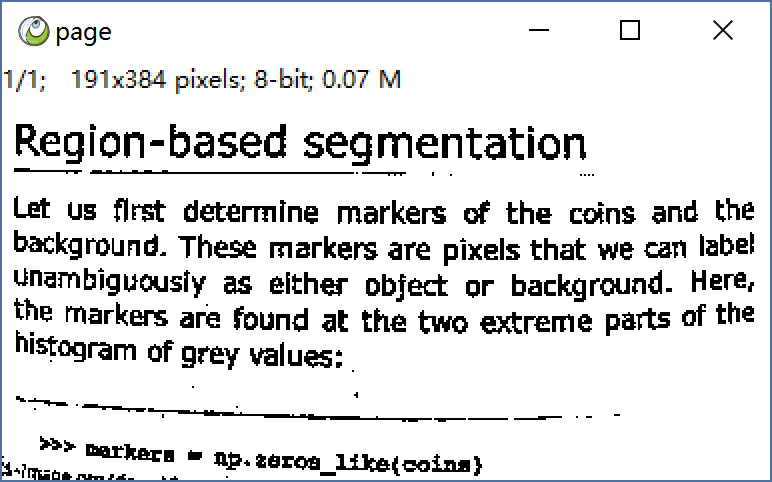 page
1/1; 191x384 pixels; 8-bit; 0.07 M
Region-based segmentation
Let us first determine markers of the coins and the
background. These markers are pixels that we can label
unambiguously as either object or background. Here,
the markers are found at the two extreme parts of the
histogram of grey values:
>>> markers = np.zeros_like(coins)